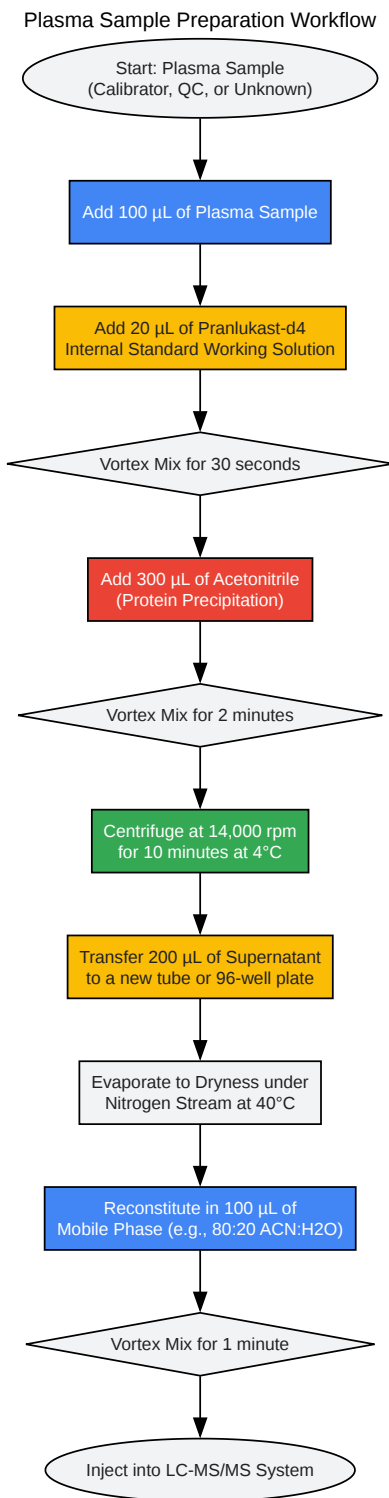 Plasma Sample Preparation Workflow
Start: Plasma Sample
(Calibrator, QC, or Unknown)
Add 100 µL of Plasma Sample
Add 20 µL of Pranlukast-d4
Internal Standard Working Solution
Vortex Mix for 30 seconds
Add 300 µL of Acetonitrile
(Protein Precipitation)
Vortex Mix for 2 minutes
Centrifuge at 14,000 rpm
for 10 minutes at 4°C
Transfer 200 µL of Supernatant
to a new tube or 96-well plate
Evaporate to Dryness under
Nitrogen Stream at 40°C
Reconstitute in 100 µL of
Mobile Phase (e.g., 80:20 ACN:H2O)
Vortex Mix for 1 minute
Inject into LC-MS/MS System